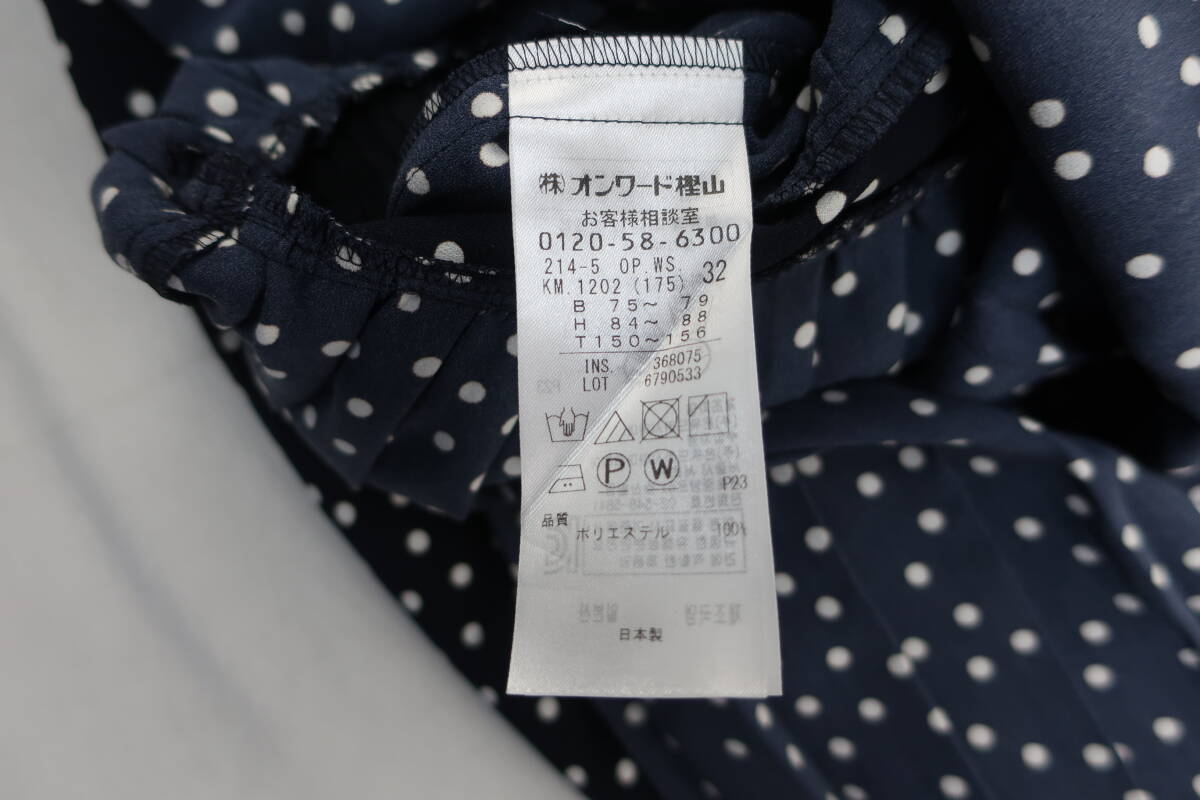 ㈱オンワード樫山
お客様相談室
0120-58-6300
214-5 OP.WS. 32
KM.1202(175)
B 75～ 79
H 84～ 88
T150～156
INS. 368075
LOT 6790533
P W
P23
品質
ポリエステル 100%
日本製